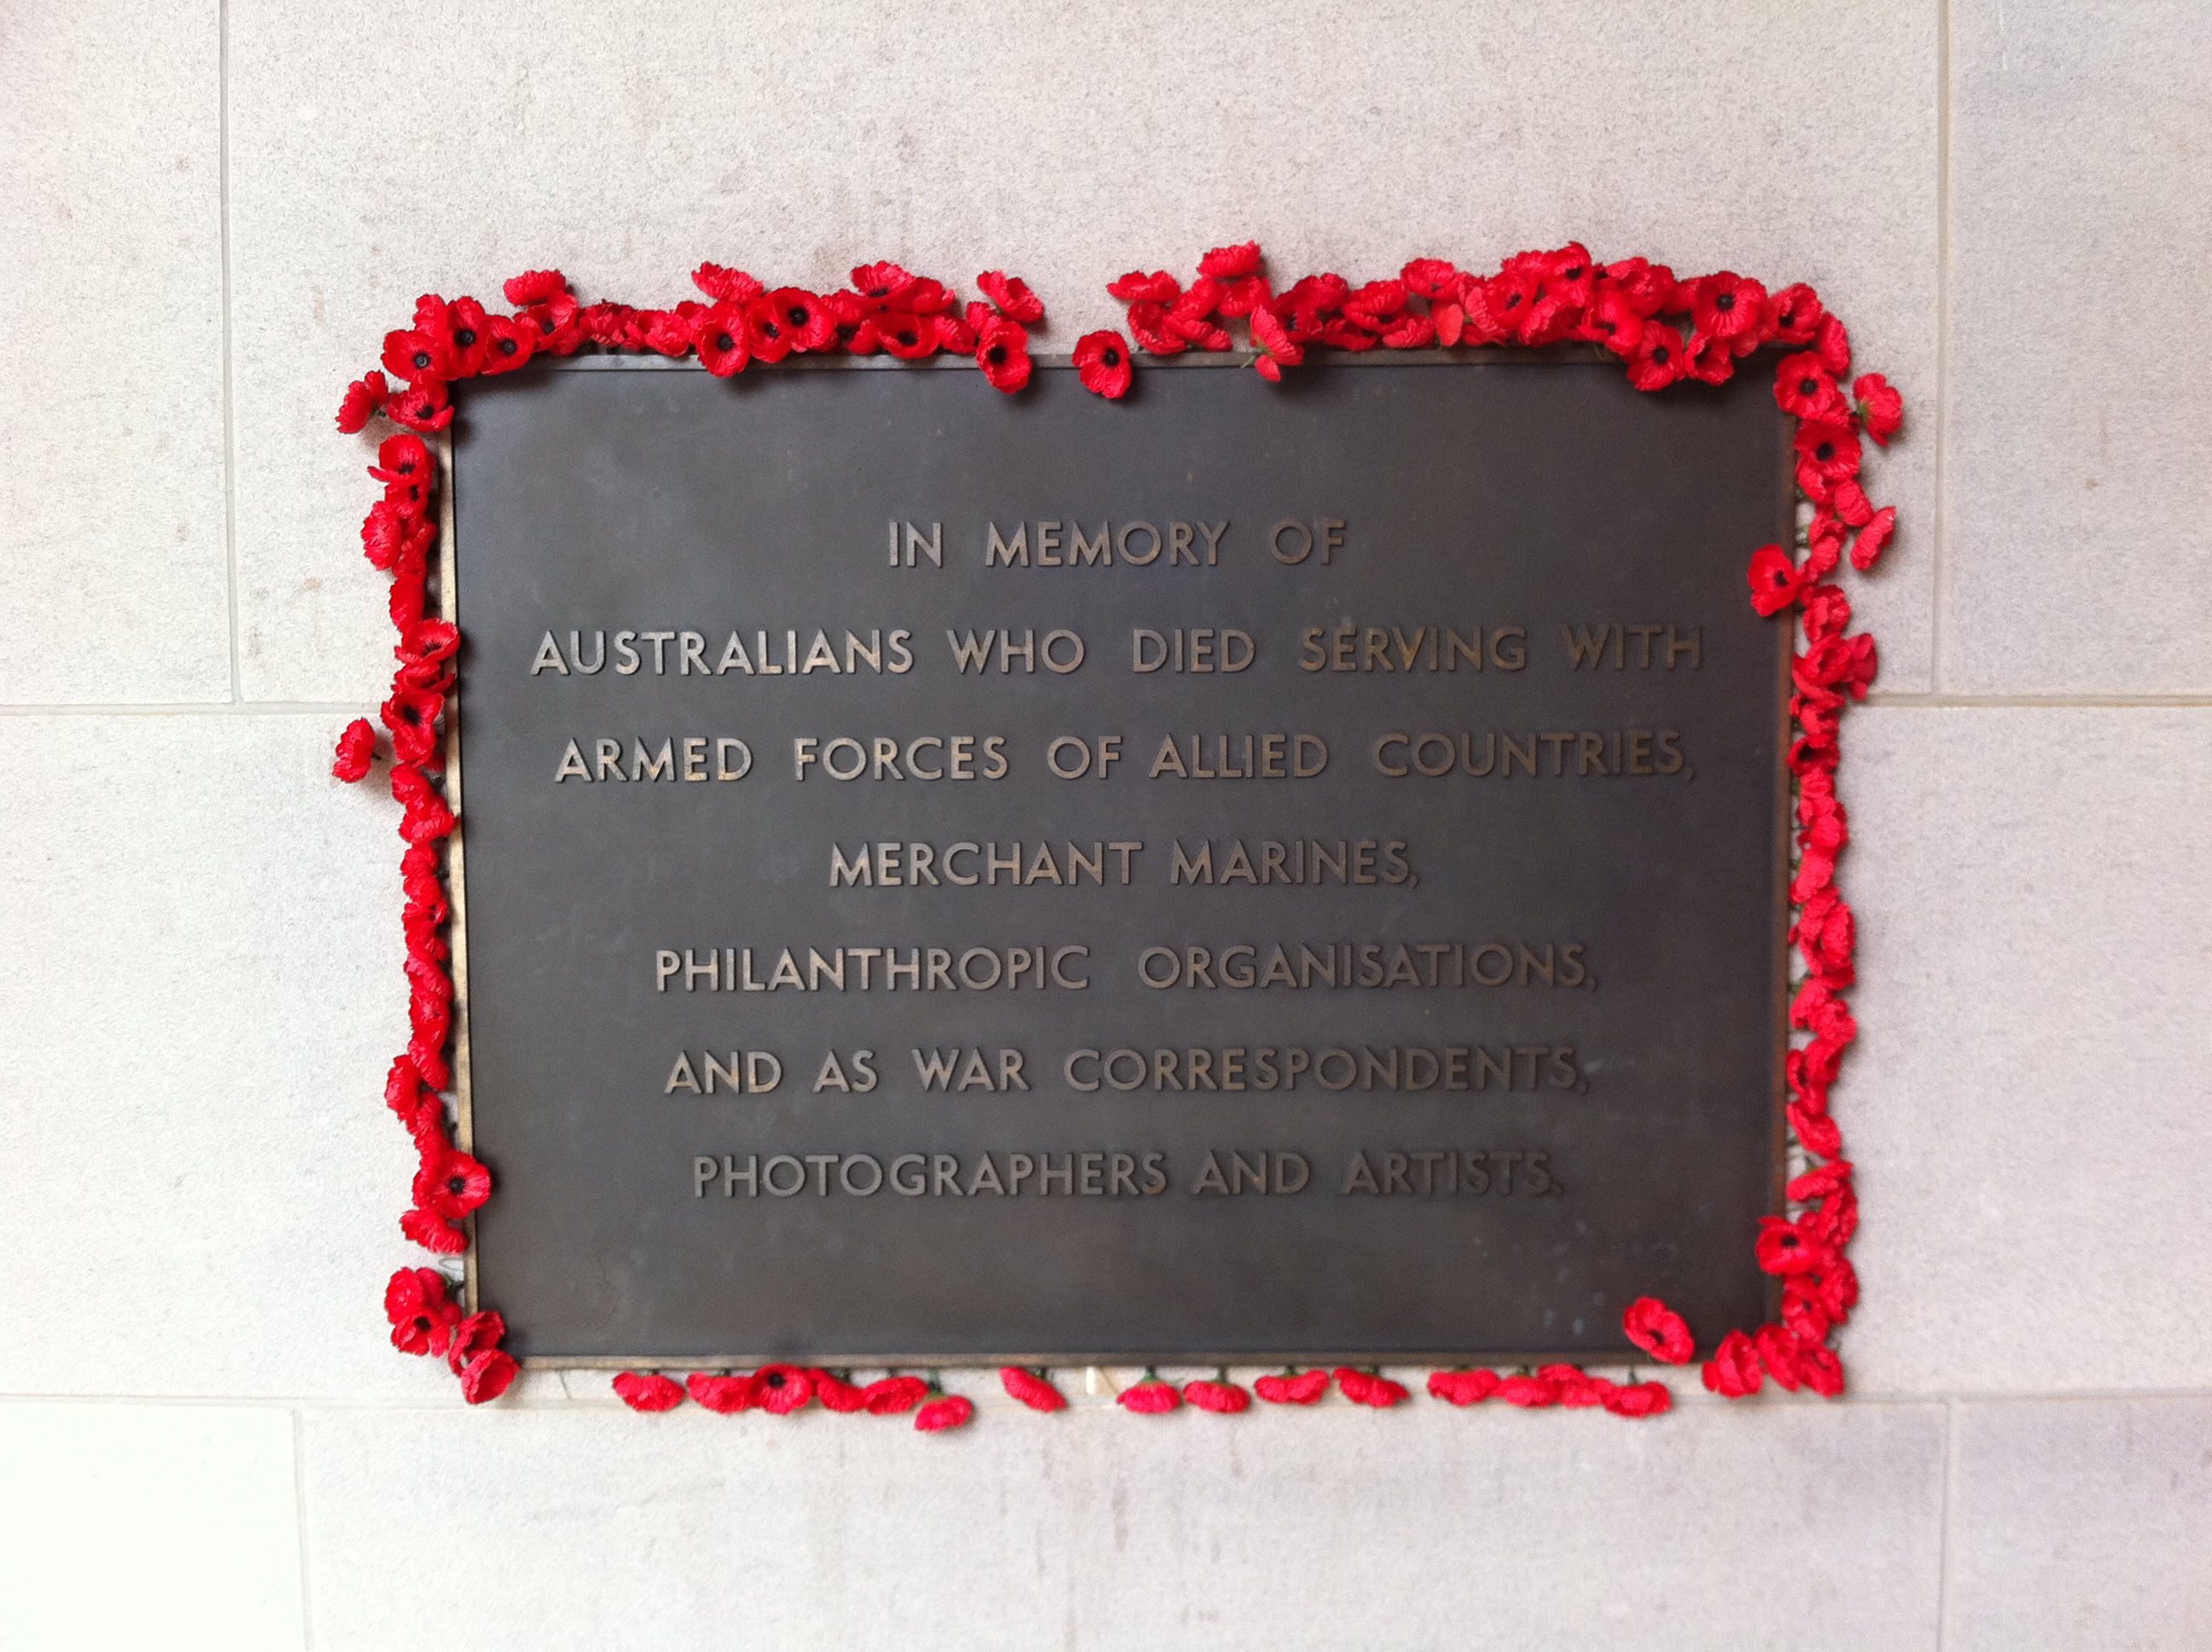 IN MEMORY OF
AUSTRALIANS WHO DIED SERVING WITH
ARMED FORCES OF ALLIED COUNTRIES,
MERCHANT MARINES,
PHILANTHROPIC ORGANISATIONS,
AND AS WAR CORRESPONDENTS,
PHOTOGRAPHERS AND ARTISTS.